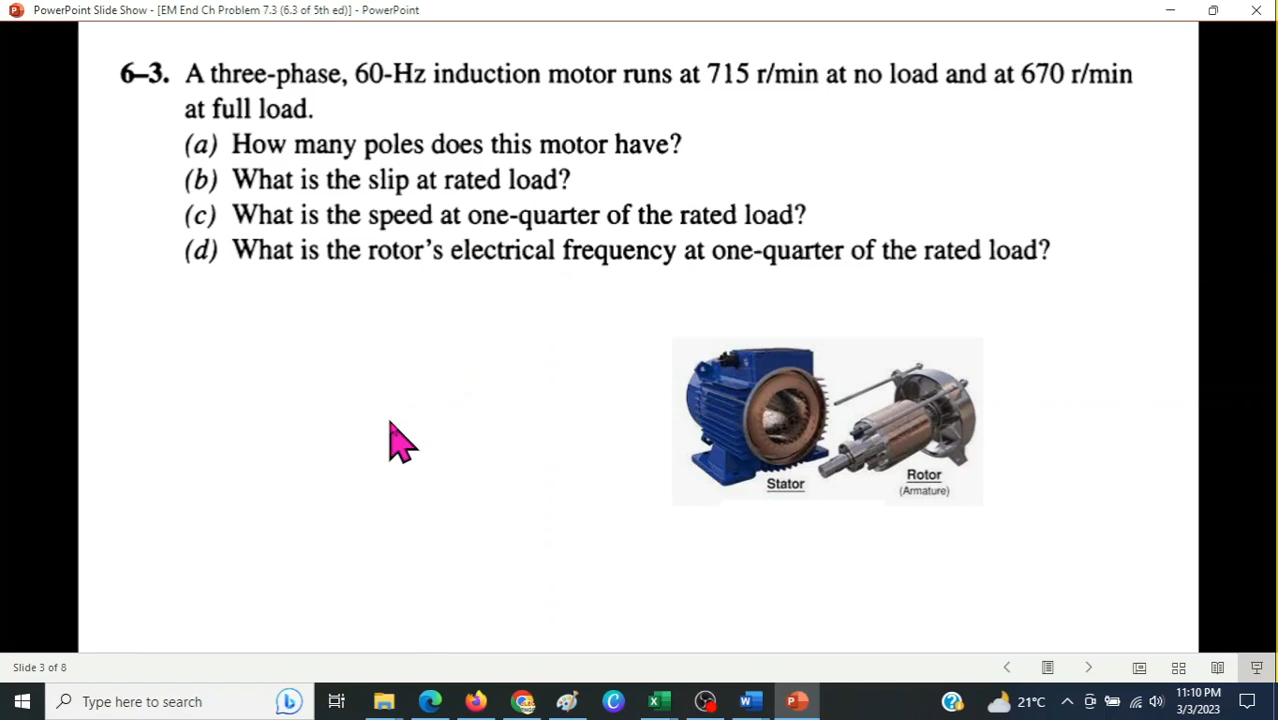 PowerPoint Slide Show - [EM End Ch Problem 7.3 (6.3 of 5th ed)] - PowerPoint
6–3. A three-phase, 60-Hz induction motor runs at 715 r/min at no load and at 670 r/min
at full load.
(a) How many poles does this motor have?
(b) What is the slip at rated load?
(c) What is the speed at one-quarter of the rated load?
(d) What is the rotor's electrical frequency at one-quarter of the rated load?
Stator
Rotor
(Armature)
Slide 3 of 8
Type here to search
21°C
11:10 PM
3/3/2023